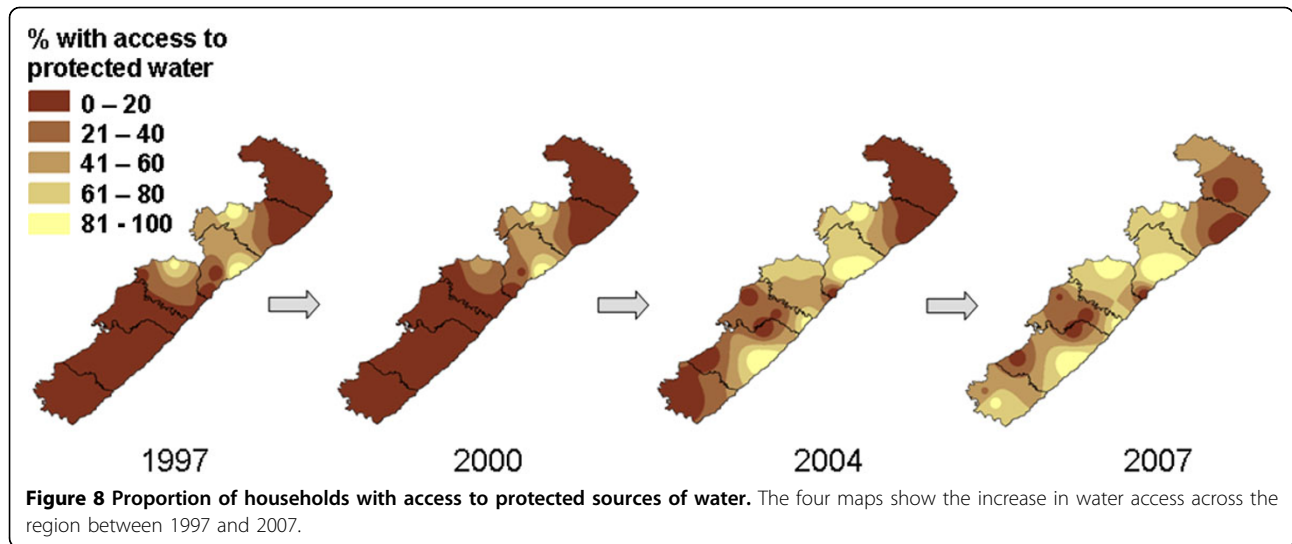 % with access to
protected water
0 – 20
21 – 40
41 – 60
61 – 80
81 - 100
1997
2000
2004
2007
Figure 8 Proportion of households with access to protected sources of water. The four maps show the increase in water access across the
region between 1997 and 2007.